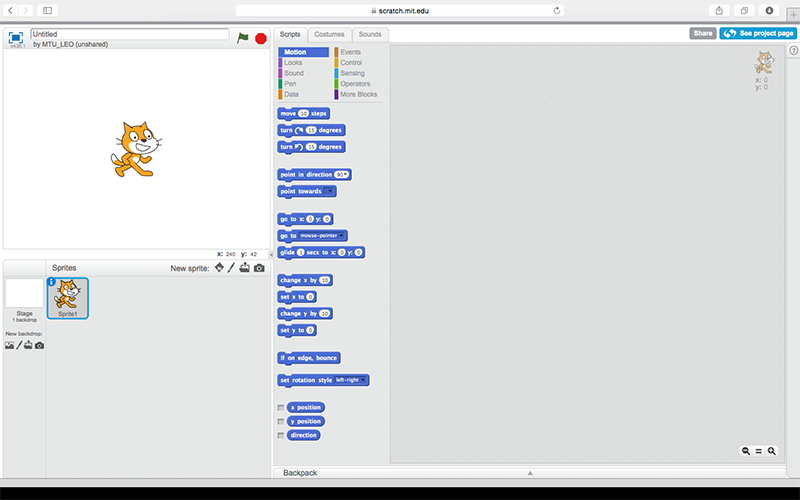 scratch.mit.edu
Untitled
by MTU_LEO (unshared)
v438.1
Scripts
Costumes
Sounds
Share
See project page
Motion
Looks
Sound
Pen
Data
Events
Control
Sensing
Operators
More Blocks
x: 0
y: 0
move 10 steps
turn 15 degrees
turn 15 degrees
point in direction 90
point towards
go to x: 0 y: 0
go to mouse-pointer
glide 1 secs to x: 0 y: 0
change x by 10
set x to 0
change y by 10
set y to 0
if on edge, bounce
set rotation style left-right
x position
y position
direction
x: 240 y: 42
Sprites
New sprite:
Stage
1 backdrop
New backdrop:
Sprite1
Backpack